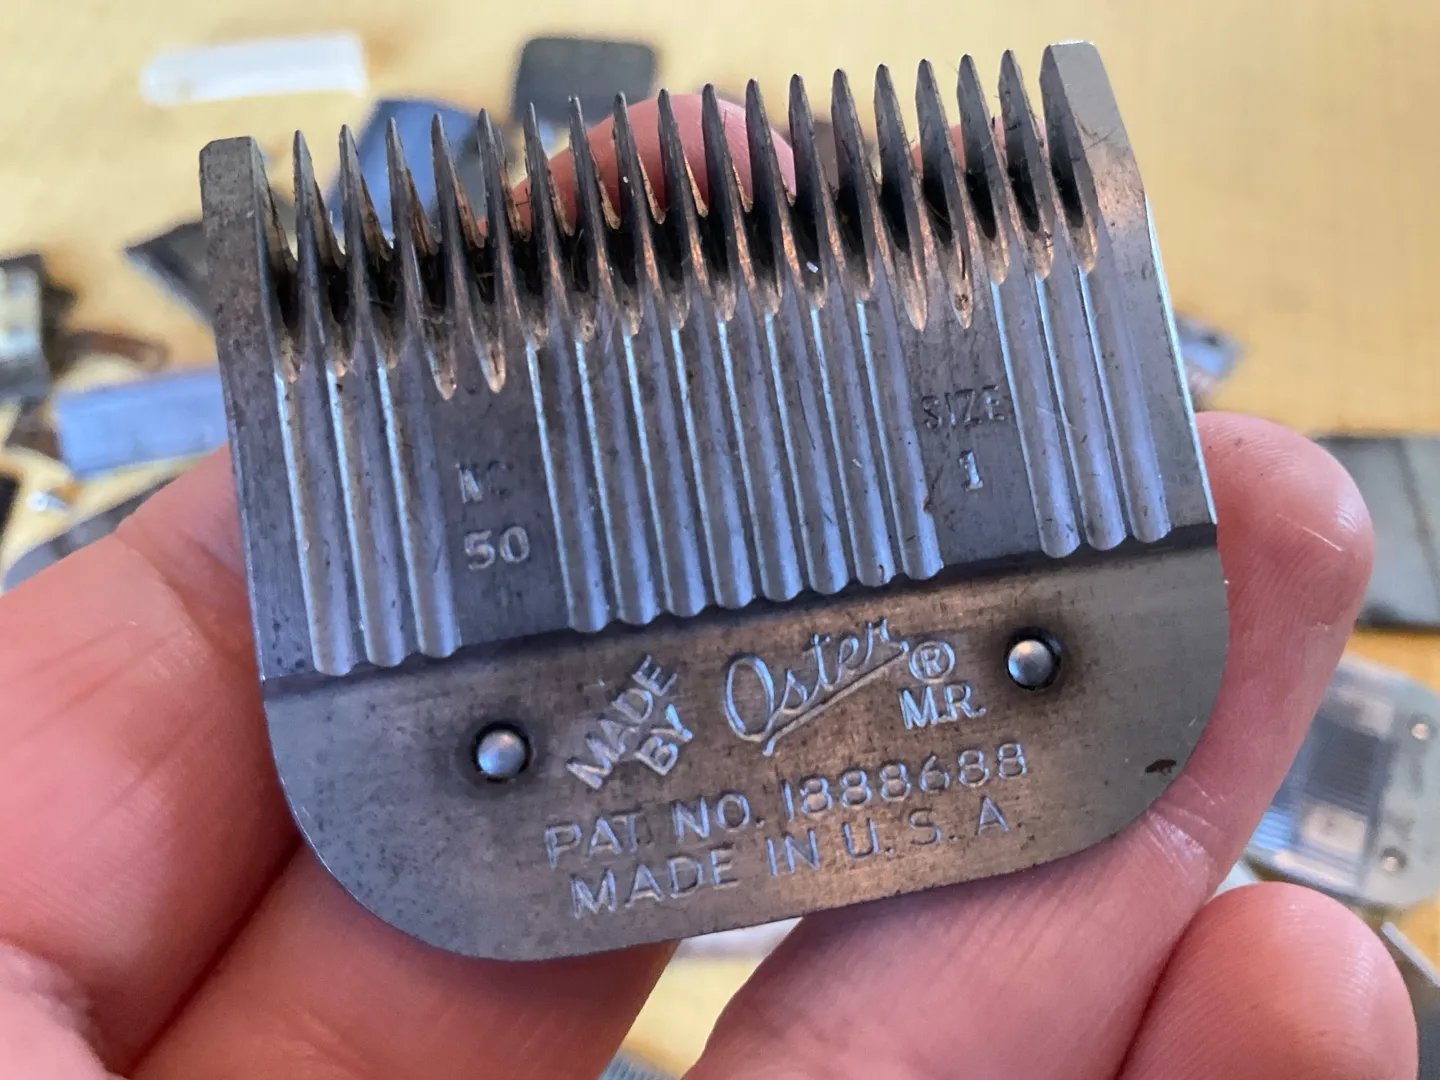 No
50
SIZE
1
MADE
BY
Oster ®
M.R.
PAT. NO. 1888688
MADE IN U.S.A